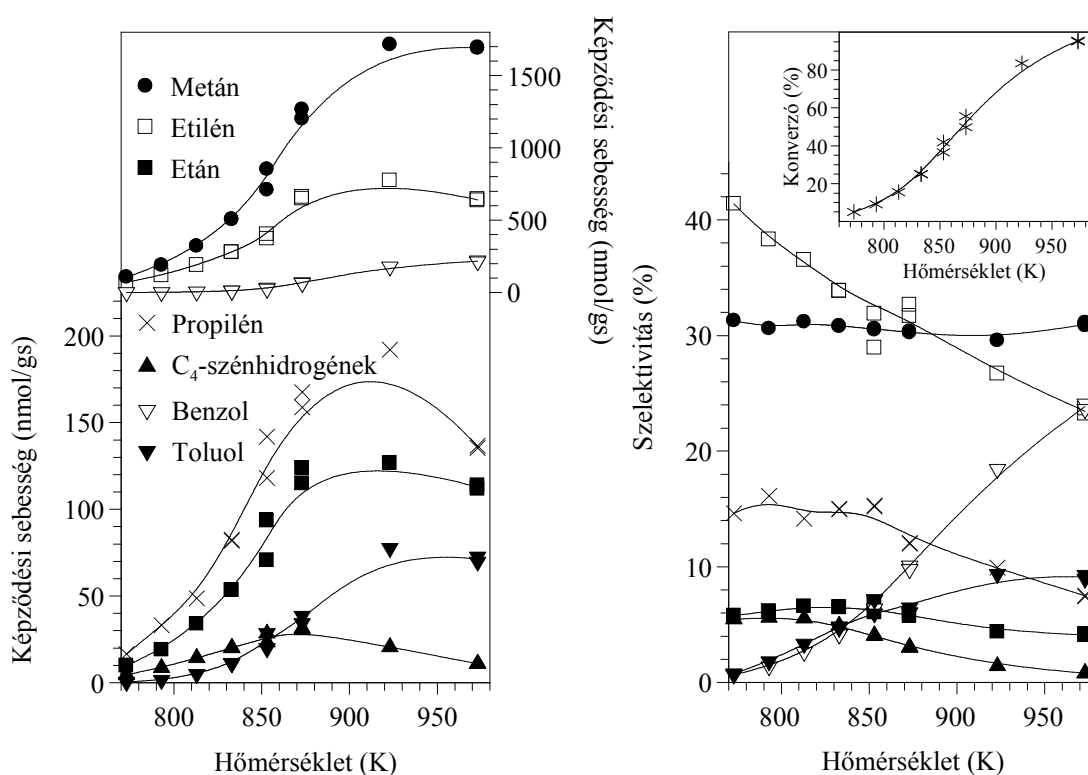 Metán
Etilén
Etán
1500
1000
500
0
Képződési sebesség (nmol/gs)
Propilén
C₄-szénhidrogének
Benzol
Toluol
200
150
100
50
0
Képződési sebesség (nmol/gs)
800 850 900 950
Hőmérséklet (K)
80
60
40
20
Konverzó (%)
800 850 900 950
Hőmérséklet (K)
40
30
20
10
0
Szelektivitás (%)
800 850 900 950
Hőmérséklet (K)